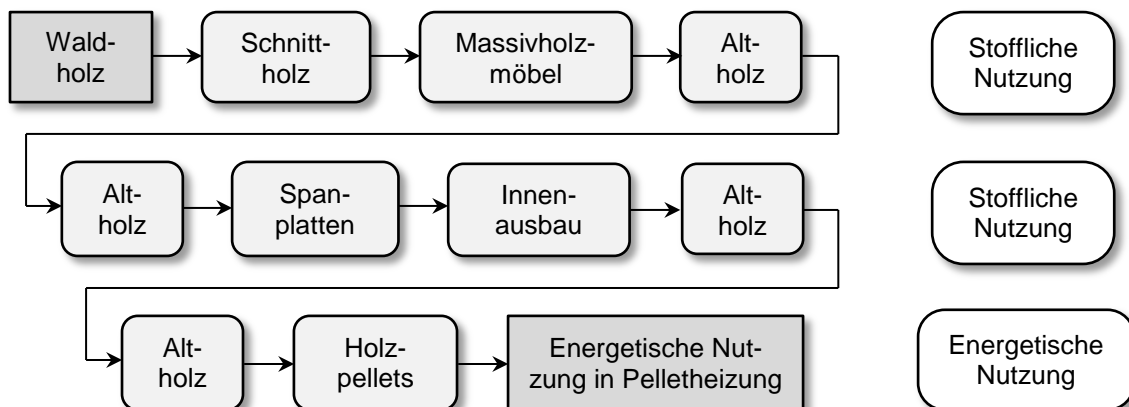 Wald-
holz
Schnitt-
holz
Massivholz-
möbel
Alt-
holz
Stoffliche
Nutzung
Alt-
holz
Span-
platten
Innen-
ausbau
Alt-
holz
Stoffliche
Nutzung
Alt-
holz
Holz-
pellets
Energetische Nut-
zung in Pelletheizung
Energetische
Nutzung